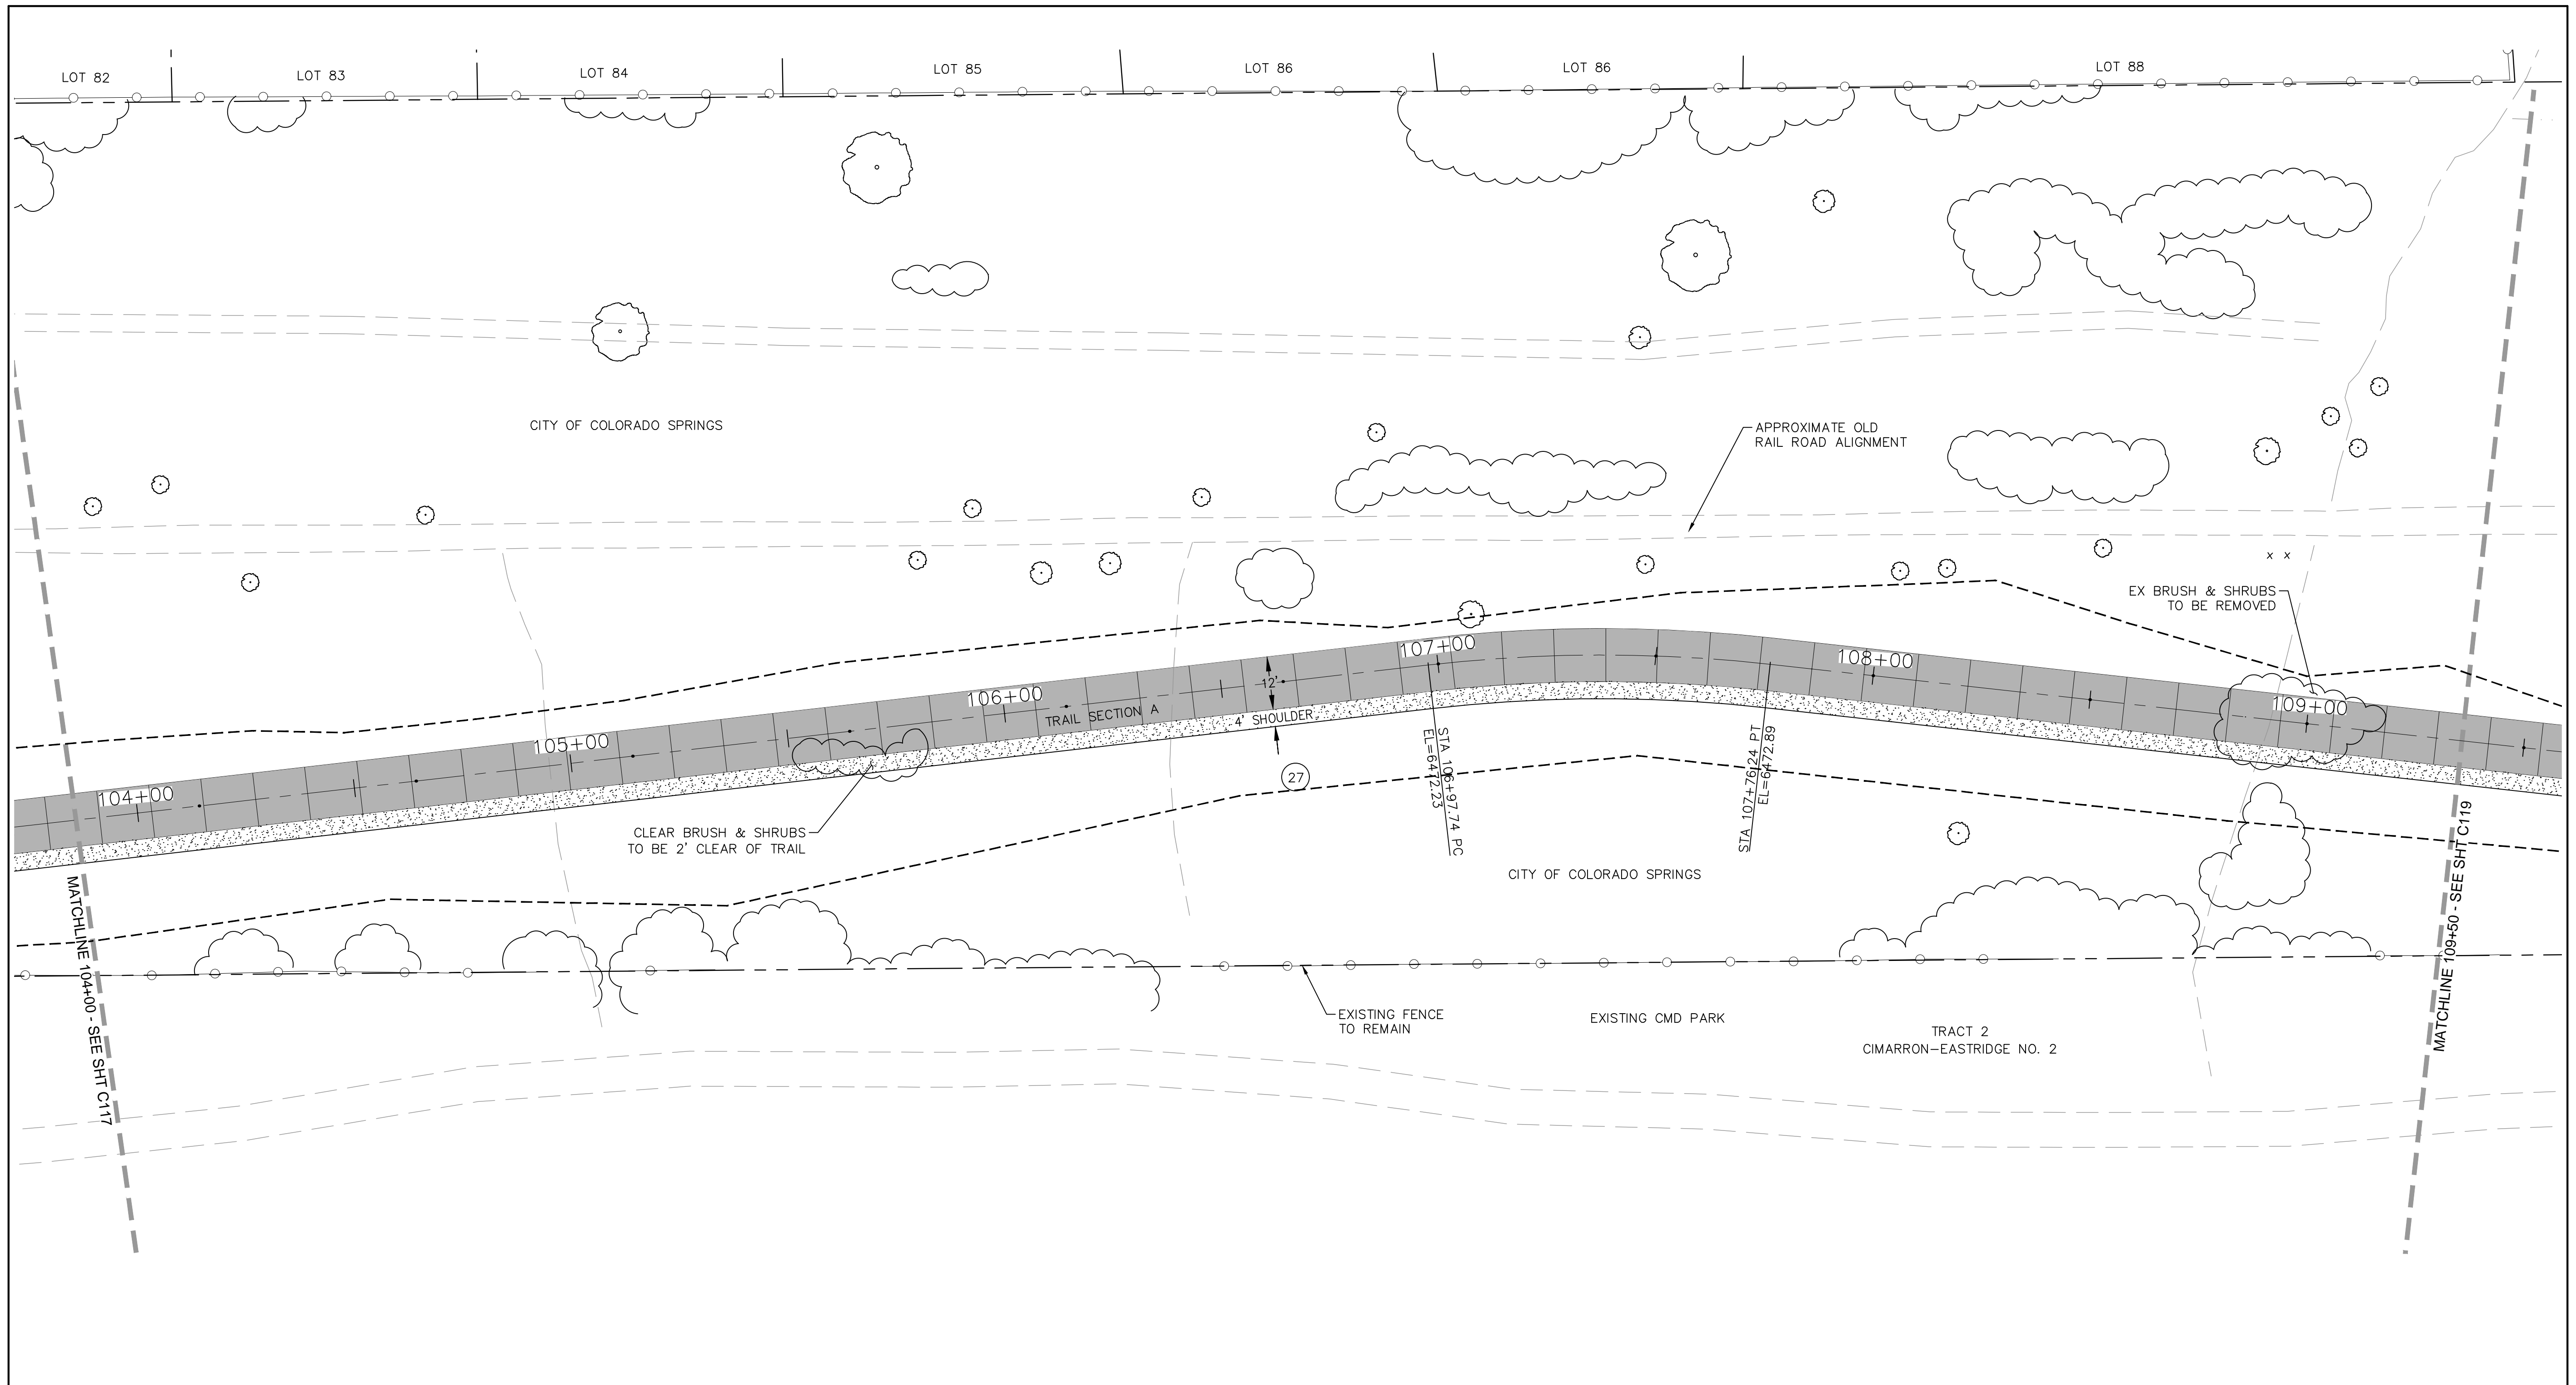 LOT 82
LOT 83
LOT 84
LOT 85
LOT 86
LOT 86
LOT 88
CITY OF COLORADO SPRINGS
APPROXIMATE OLD
RAIL ROAD ALIGNMENT
x x
EX BRUSH & SHRUBS
TO BE REMOVED
104+00
105+00
106+00
107+00
108+00
109+00
12'
TRAIL SECTION A
4' SHOULDER
27
STA 106+97.74 PC
EL=6472.23
STA 107+76.24 PT
EL=6472.89
CLEAR BRUSH & SHRUBS
TO BE 2' CLEAR OF TRAIL
CITY OF COLORADO SPRINGS
MATCHLINE 104+00 - SEE SHT C117
MATCHLINE 109+50 - SEE SHT C119
EXISTING FENCE
TO REMAIN
EXISTING CMD PARK
TRACT 2
CIMARRON-EASTRIDGE NO. 2